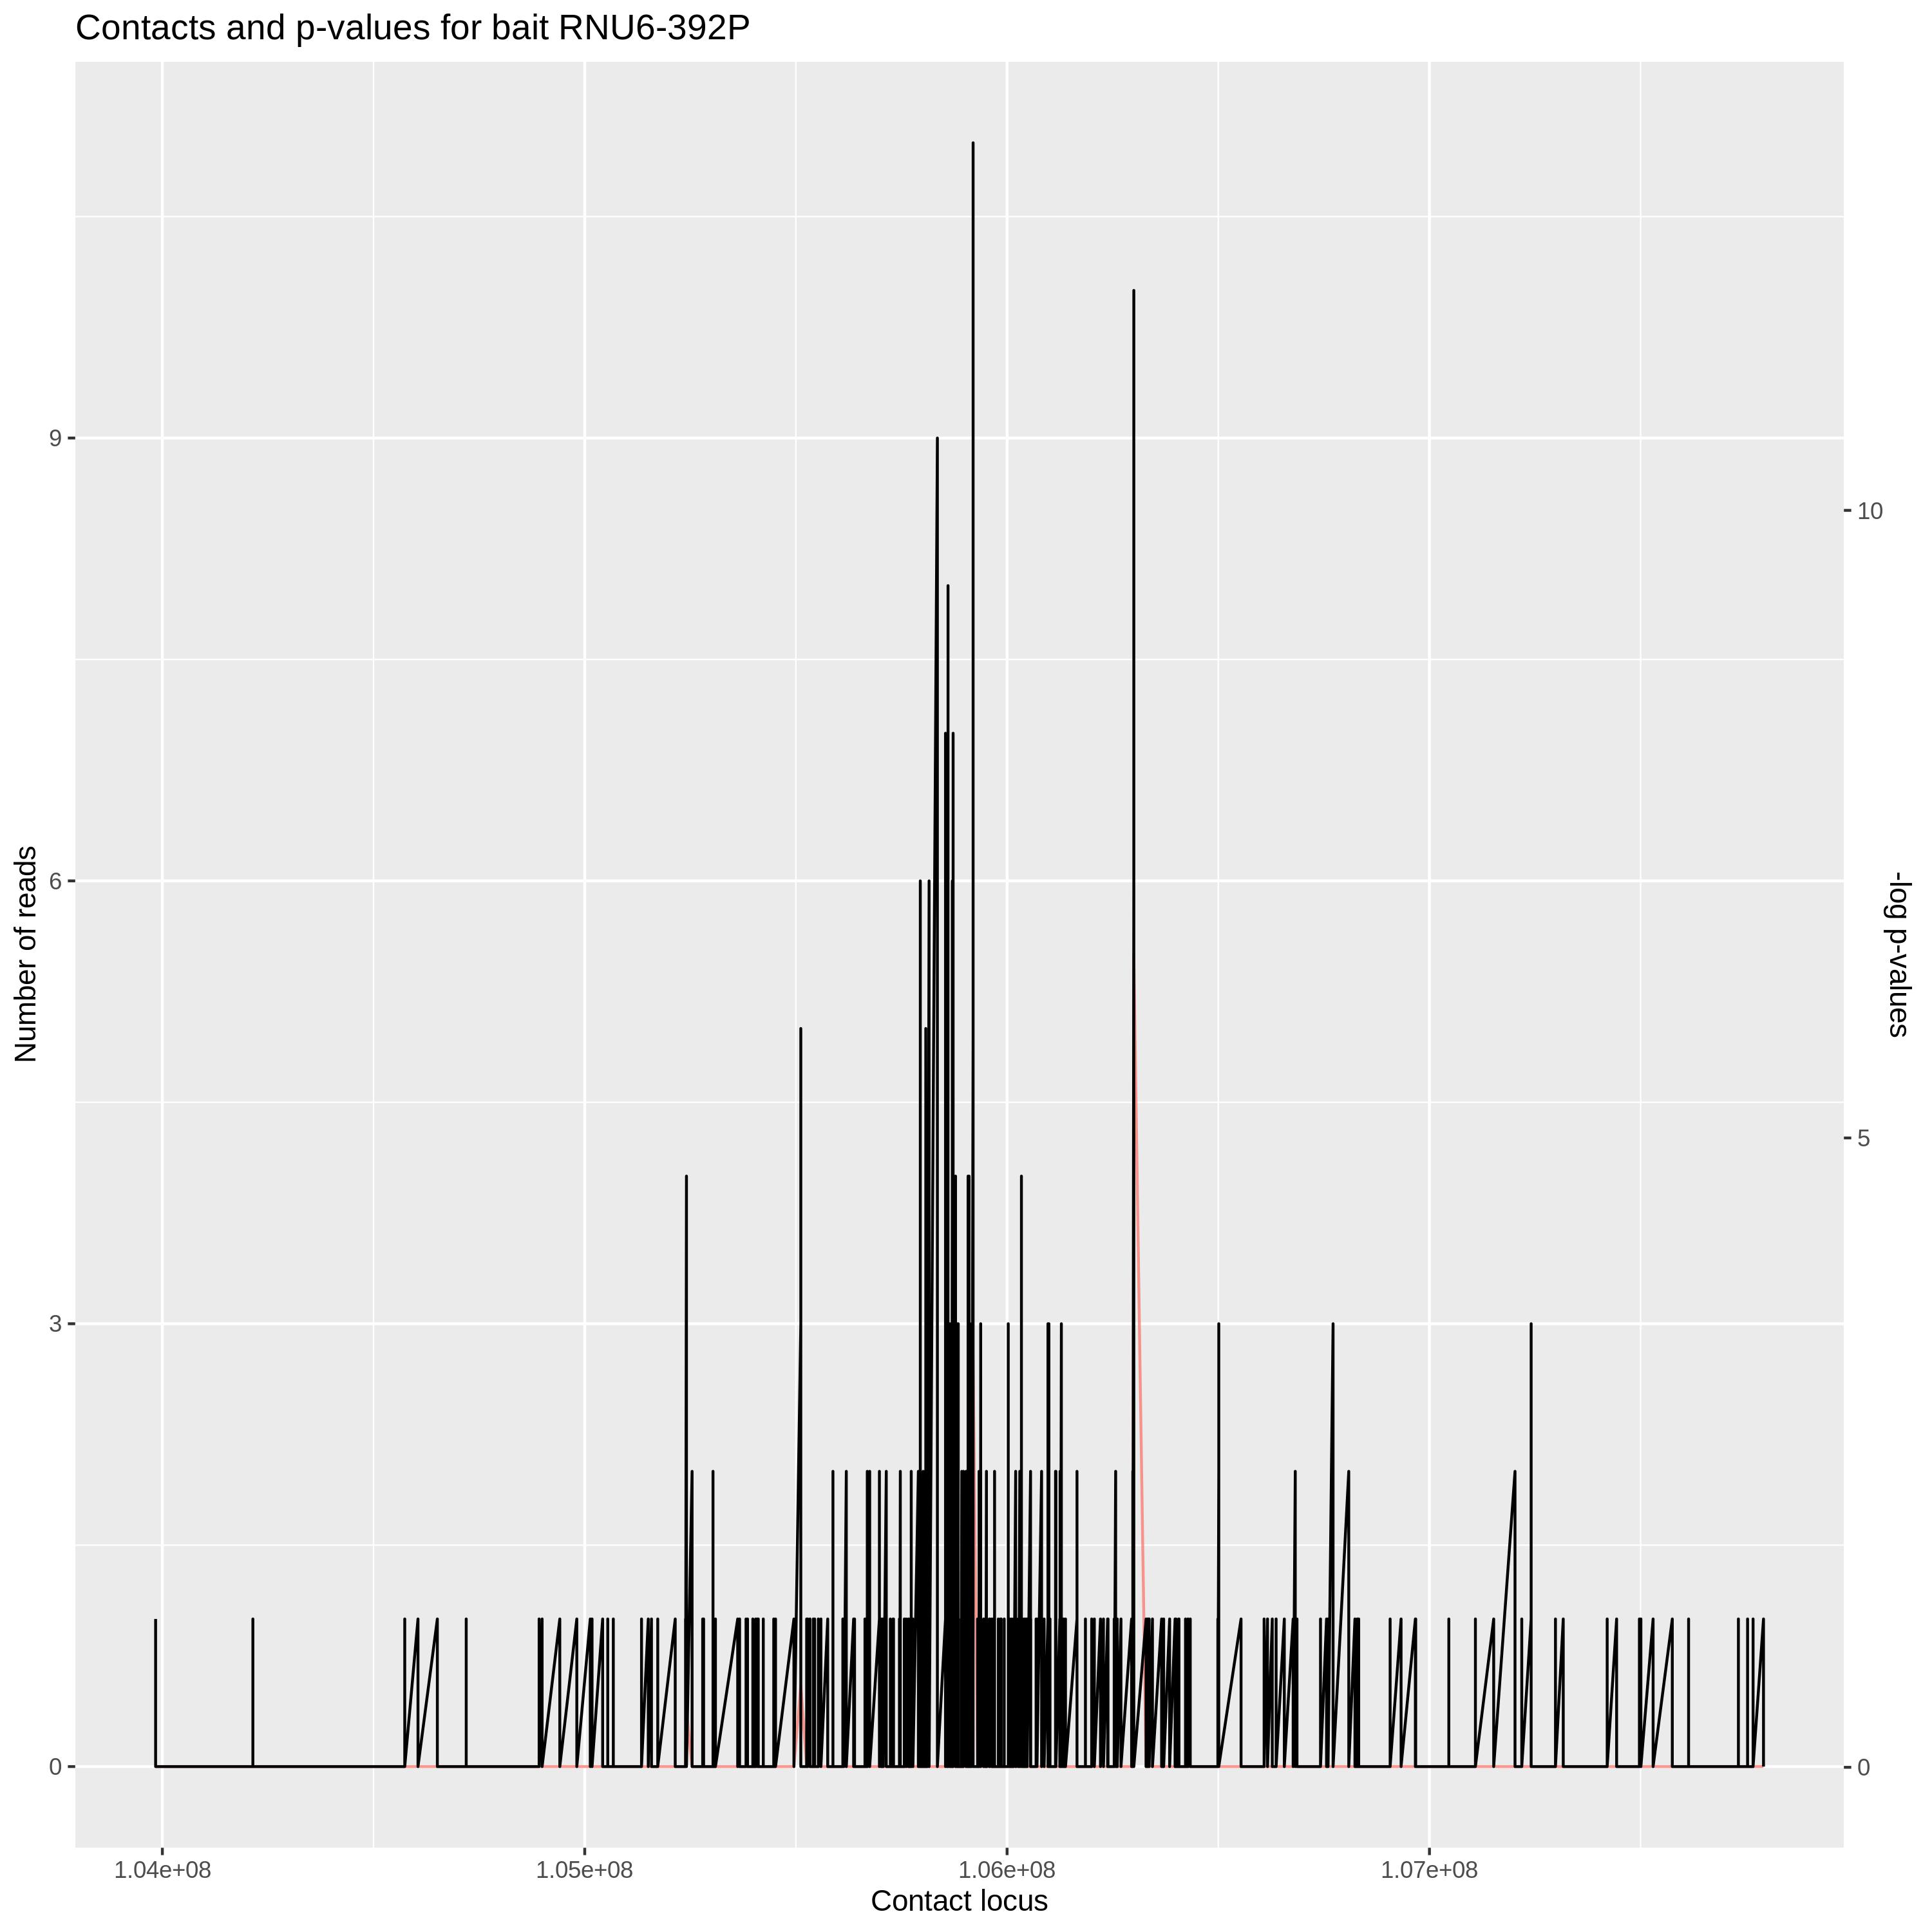 Contacts and p-values for bait RNU6-392P
Number of reads
9
6
3
0
10
5
0
-log p-values
1.04e+08 1.05e+08 1.06e+08 1.07e+08
Contact locus